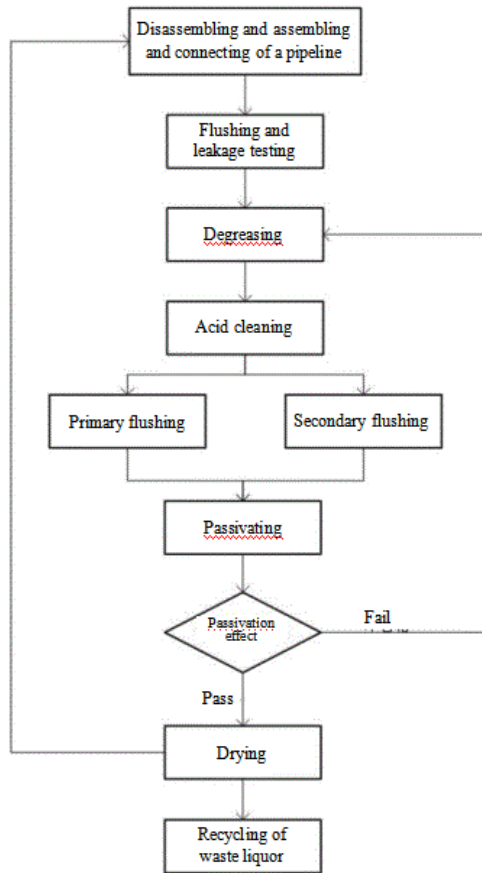 Disassembling and assembling
and connecting of a pipeline
Flushing and
leakage testing
Degreasing
Acid cleaning
Primary flushing
Secondary flushing
Passivating
Passivation
effect
Fail
Pass
Drying
Recycling of
waste liquor